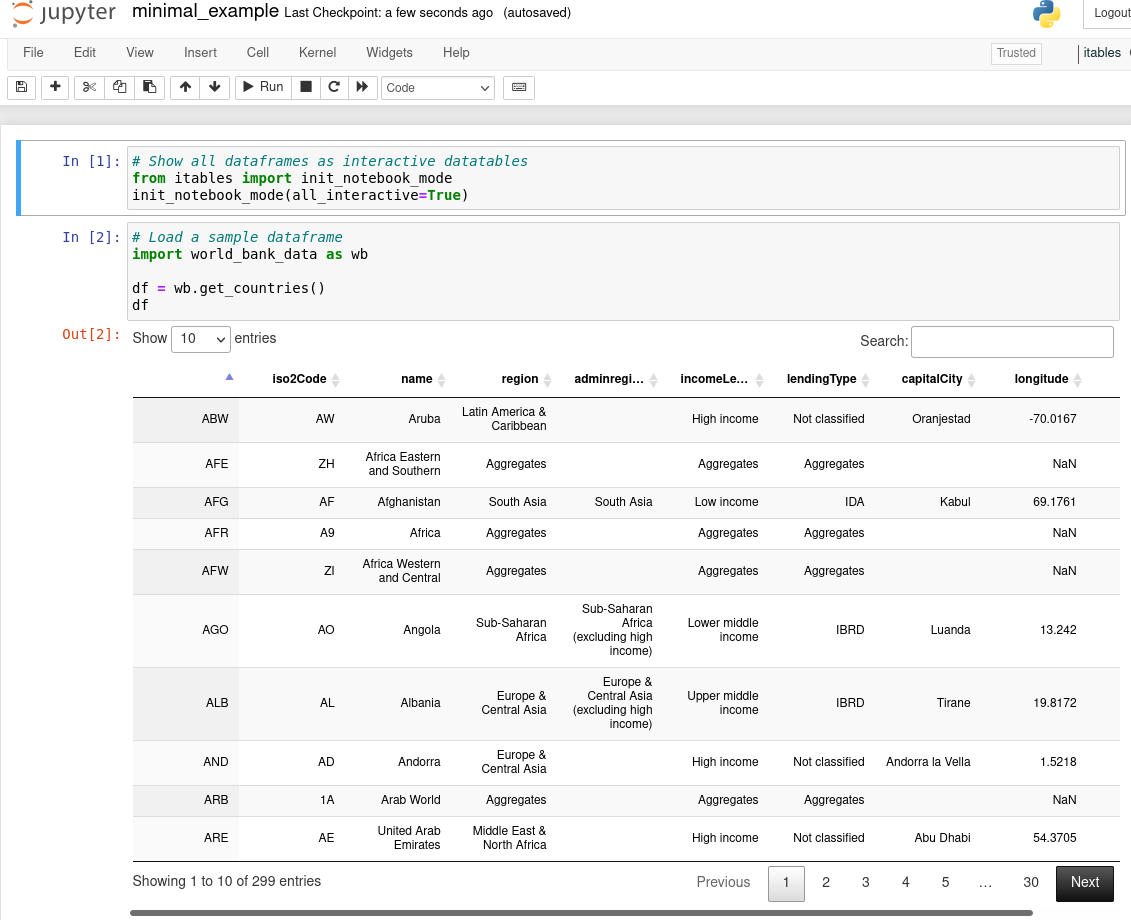 jupyter minimal_example Last Checkpoint: a few seconds ago (autosaved) Logout
File Edit View Insert Cell Kernel Widgets Help Trusted itables
Run Code
In [1]: # Show all dataframes as interactive datatables
from itables import init_notebook_mode
init_notebook_mode(all_interactive=True)
In [2]: # Load a sample dataframe
import world_bank_data as wb
df = wb.get_countries()
df
Out[2]: Show 10 entries Search:
iso2Code name region adminregi... incomeLe... lendingType capitalCity longitude
ABW AW Aruba Latin America & Caribbean High income Not classified Oranjestad -70.0167
AFE ZH Africa Eastern and Southern Aggregates Aggregates Aggregates NaN
AFG AF Afghanistan South Asia South Asia Low income IDA Kabul 69.1761
AFR A9 Africa Aggregates Aggregates Aggregates NaN
AFW ZI Africa Western and Central Aggregates Aggregates Aggregates NaN
AGO AO Angola Sub-Saharan Africa Sub-Saharan Africa (excluding high income) Lower middle income IBRD Luanda 13.242
ALB AL Albania Europe & Central Asia Europe & Central Asia (excluding high income) Upper middle income IBRD Tirane 19.8172
AND AD Andorra Europe & Central Asia High income Not classified Andorra la Vella 1.5218
ARB 1A Arab World Aggregates Aggregates Aggregates NaN
ARE AE United Arab Emirates Middle East & North Africa High income Not classified Abu Dhabi 54.3705
Showing 1 to 10 of 299 entries Previous 1 2 3 4 5 … 30 Next